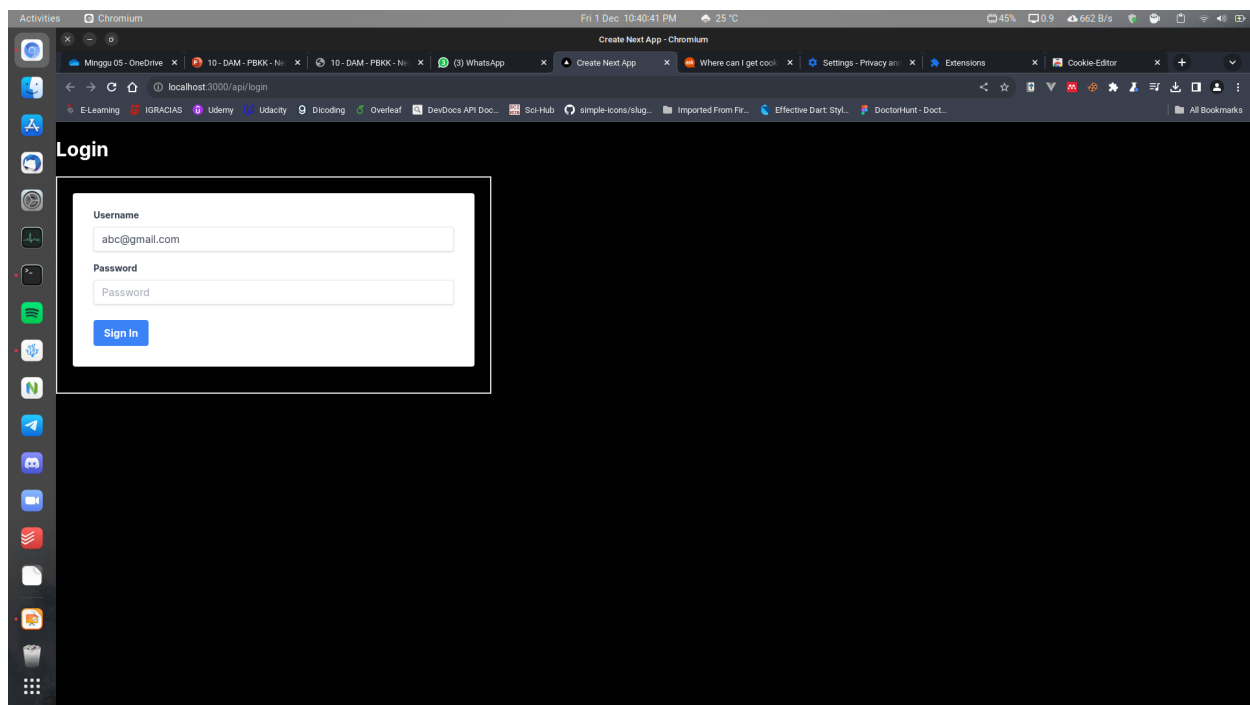 Activities Chromium Fri 1 Dec 10:40:41 PM 25 °C 45% 0.9 662 B/s
Create Next App - Chromium
Minggu 05 - OneDrive 10 - DAM - PBKK - Ne 10 - DAM - PBKK - Ne (3) WhatsApp Create Next App Where can I get cook Settings - Privacy and Extensions Cookie-Editor
localhost:3000/api/login
E-Learning IGRACIAS Udemy Udacity Dicoding Overleaf DevDocs API Doc... Sci-Hub simple-icons/slug... Imported From Fir... Effective Dart: Styl... DoctorHunt - Doct... All Bookmarks
Login
Username
abc@gmail.com
Password
Password
Sign In